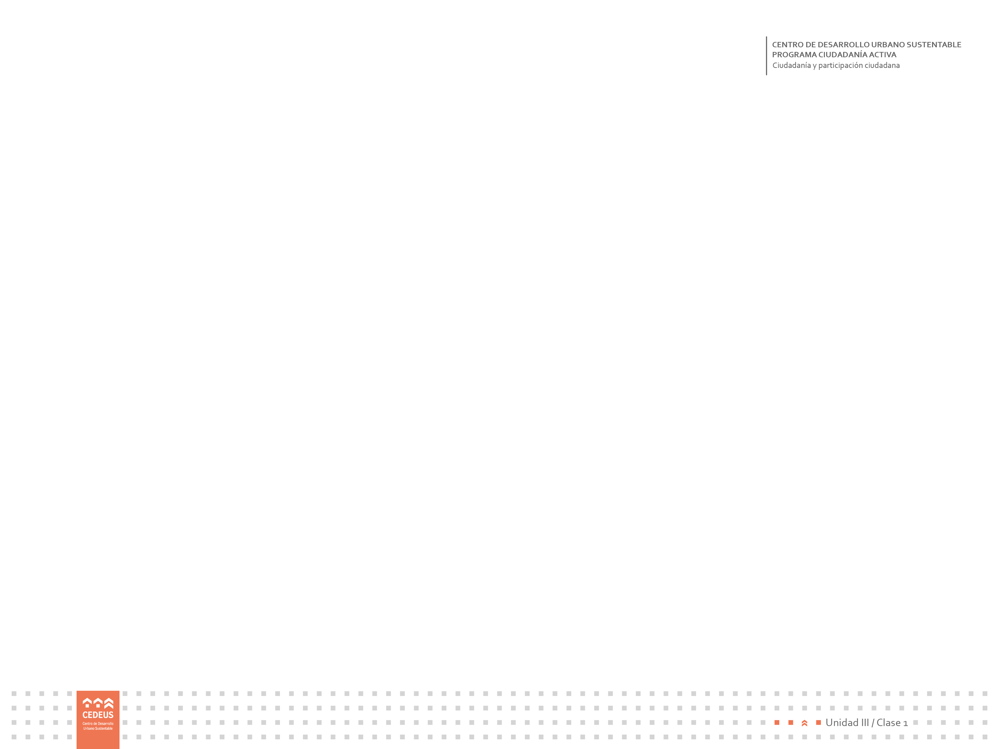 CENTRO DE DESARROLLO URBANO SUSTENTABLE
PROGRAMA CIUDADANÍA ACTIVA
Ciudadanía y participación ciudadana
CEDEUS
Centro de Desarrollo
Urbano Sustentable
Unidad III / Clase 1